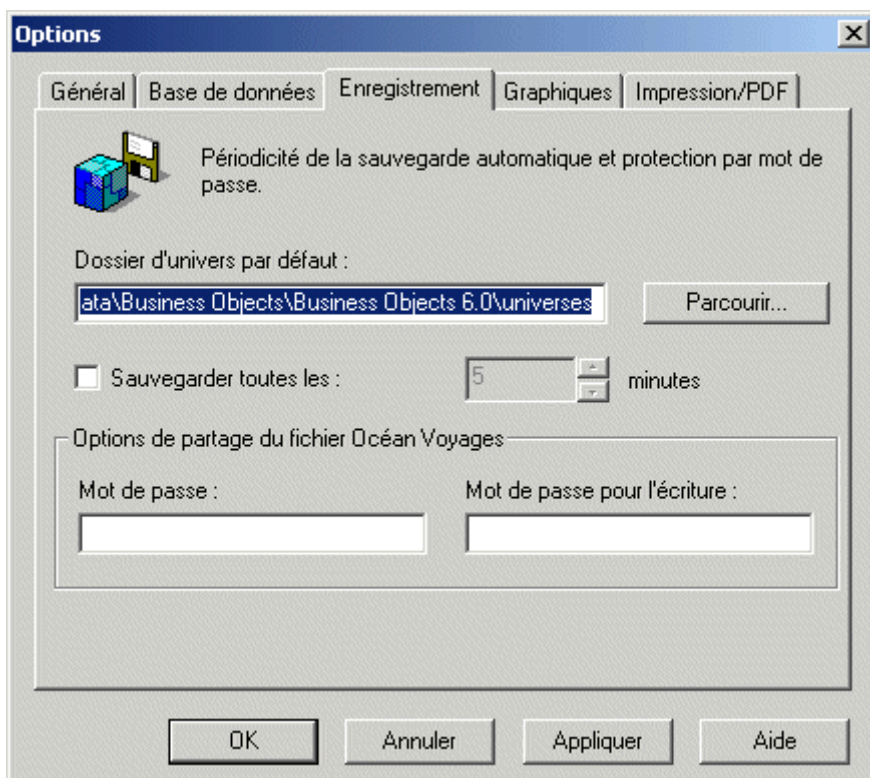 Options
Général
Base de données
Enregistrement
Graphiques
Impression/PDF
Périodicité de la sauvegarde automatique et protection par mot de
passe.
Dossier d'univers par défaut :
ata\Business Objects\Business Objects 6.0\universes
Parcourir...
Sauvegarder toutes les :
5
minutes
Options de partage du fichier Océan Voyages
Mot de passe :
Mot de passe pour l'écriture :
OK
Annuler
Appliquer
Aide